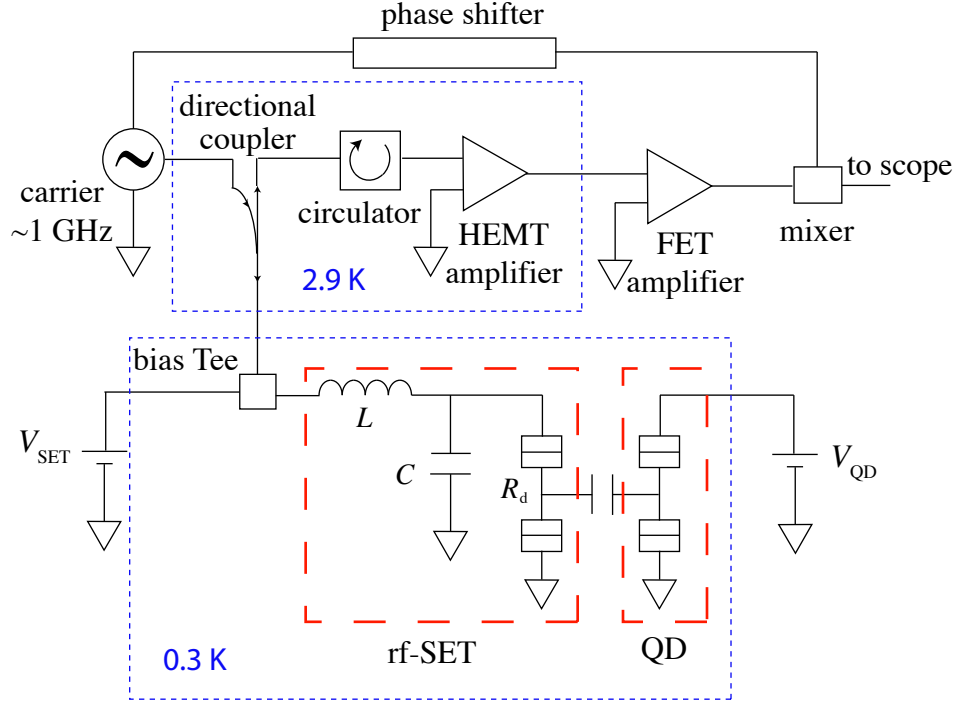 phase shifter
directional
coupler
carrier
~1 GHz
circulator
HEMT
amplifier
FET
amplifier
to scope
mixer
2.9 K
bias Tee
V_SET
L
C
R_d
V_QD
rf-SET
QD
0.3 K